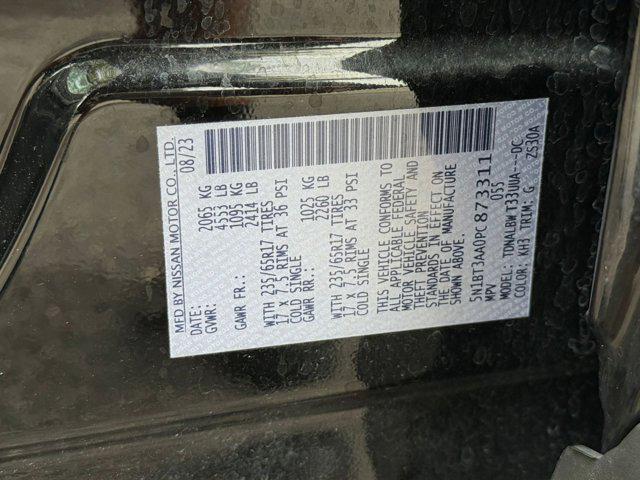 MFD BY NISSAN MOTOR CO., LTD.
DATE: 08/23
GVWR: 2065 KG
4553 LB
GAWR FR.: 1095 KG
2414 LB
WITH 235/65R17 TIRES
17 X 7.5 RIMS AT 36 PSI
COLD SINGLE
GAWR RR.: 1025 KG
2260 LB
WITH 235/65R17 TIRES
17 X 7.5 RIMS AT 33 PSI
COLD SINGLE
THIS VEHICLE CONFORMS TO
ALL APPLICABLE FEDERAL
MOTOR VEHICLE SAFETY AND
THEFT PREVENTION
STANDARDS IN EFFECT ON
THE DATE OF MANUFACTURE
SHOWN ABOVE.
5N1BT3AA0PC873311
MPV 055
MODEL: TDNALBW T33UUA---DC
COLOR: KH3 TRIM: G ZS30A